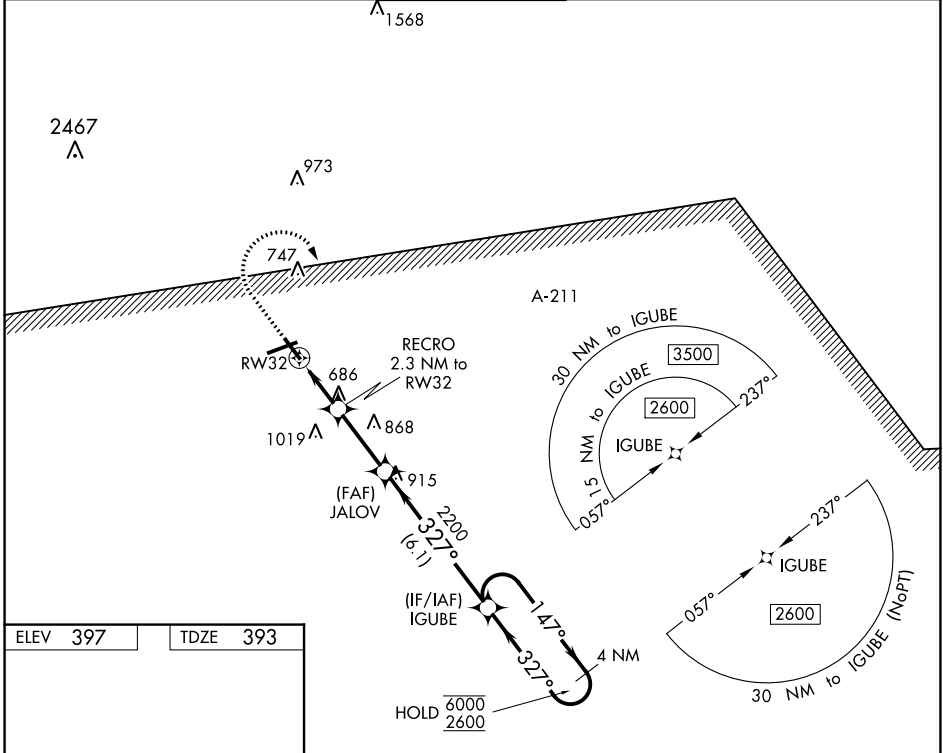 1568
2467
973
747
A-211
RECRO
2.3 NM to
RW32
RW32
686
1019
868
30 NM to IGUBE
3500
15 NM to IGUBE
2600
237°
IGUBE
057°
915
(FAF)
JALOV
2200
327°
(6.1)
237°
IGUBE
057°
2600
30 NM to IGUBE (NoPT)
(IF/IAF)
IGUBE
147°
327°
4 NM
HOLD 6000
2600
ELEV 397
TDZE 393